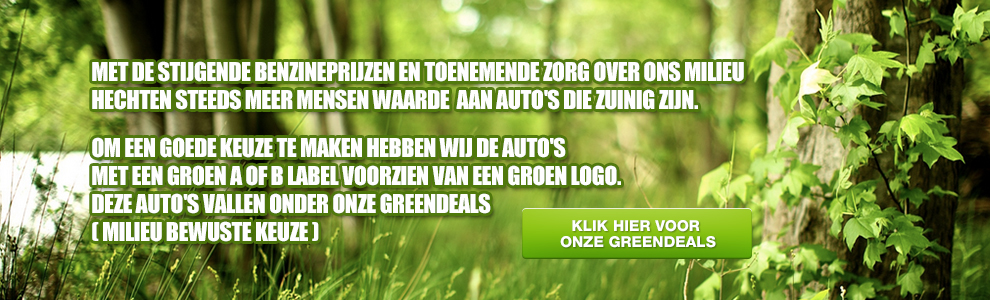 MET DE STIJGENDE BENZINEPRIJZEN EN TOENEMENDE ZORG OVER ONS MILIEU
HECHTEN STEEDS MEER MENSEN WAARDE AAN AUTO'S DIE ZUINIG ZIJN.
OM EEN GOEDE KEUZE TE MAKEN HEBBEN WIJ DE AUTO'S
MET EEN GROEN A OF B LABEL VOORZIEN VAN EEN GROEN LOGO.
DEZE AUTO'S VALLEN ONDER ONZE GREENDEALS
( MILIEU BEWUSTE KEUZE )
KLIK HIER VOOR
ONZE GREENDEALS